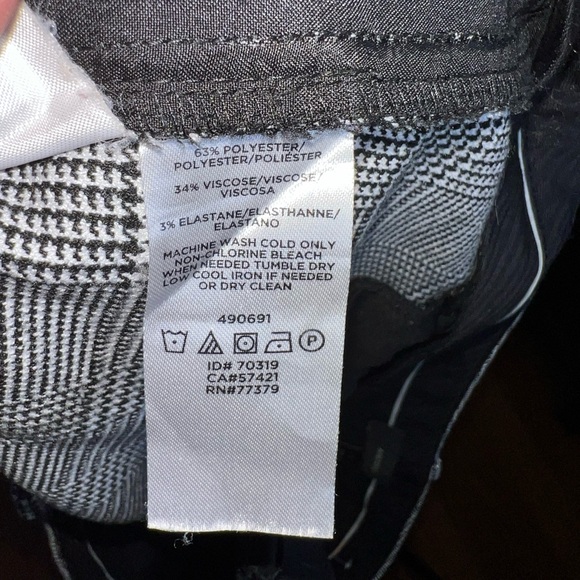 63% POLYESTER/
POLYESTER/POLIÉSTER
34% VISCOSE/VISCOSE/
VISCOSA
3% ELASTANE/ELASTHANNE/
ELASTANO
MACHINE WASH COLD ONLY
NON-CHLORINE BLEACH
WHEN NEEDED TUMBLE DRY
LOW COOL IRON IF NEEDED
OR DRY CLEAN
490691
P
ID# 70319
CA#57421
RN#77379